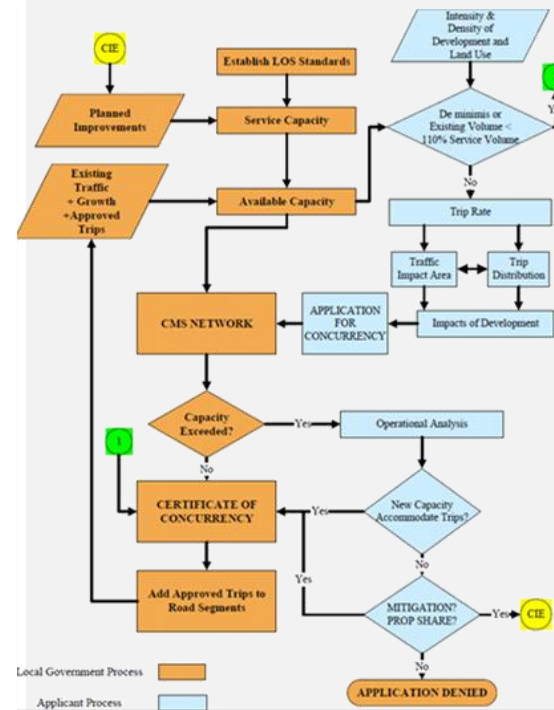 CIE
Intensity &
Density of
Development and
Land Use
Establish LOS Standards
Planned
Improvements
Service Capacity
De minimis or
Existing Volume <
110% Service Volume
Existing
Traffic
+ Growth
+Approved
Trips
Available Capacity
No
Trip Rate
Traffic
Impact Area
Trip
Distribution
CMS NETWORK
APPLICATION
FOR
CONCURRENCY
Impacts of Development
Capacity
Exceeded?
Yes
Operational Analysis
1
No
CERTIFICATE OF
CONCURRENCY
Yes
New Capacity
Accommodate Trips?
No
Add Approved Trips to
Road Segments
Yes
MITIGATION?
PROP SHARE?
Yes
CIE
No
Local Government Process
Applicant Process
APPLICATION DENIED